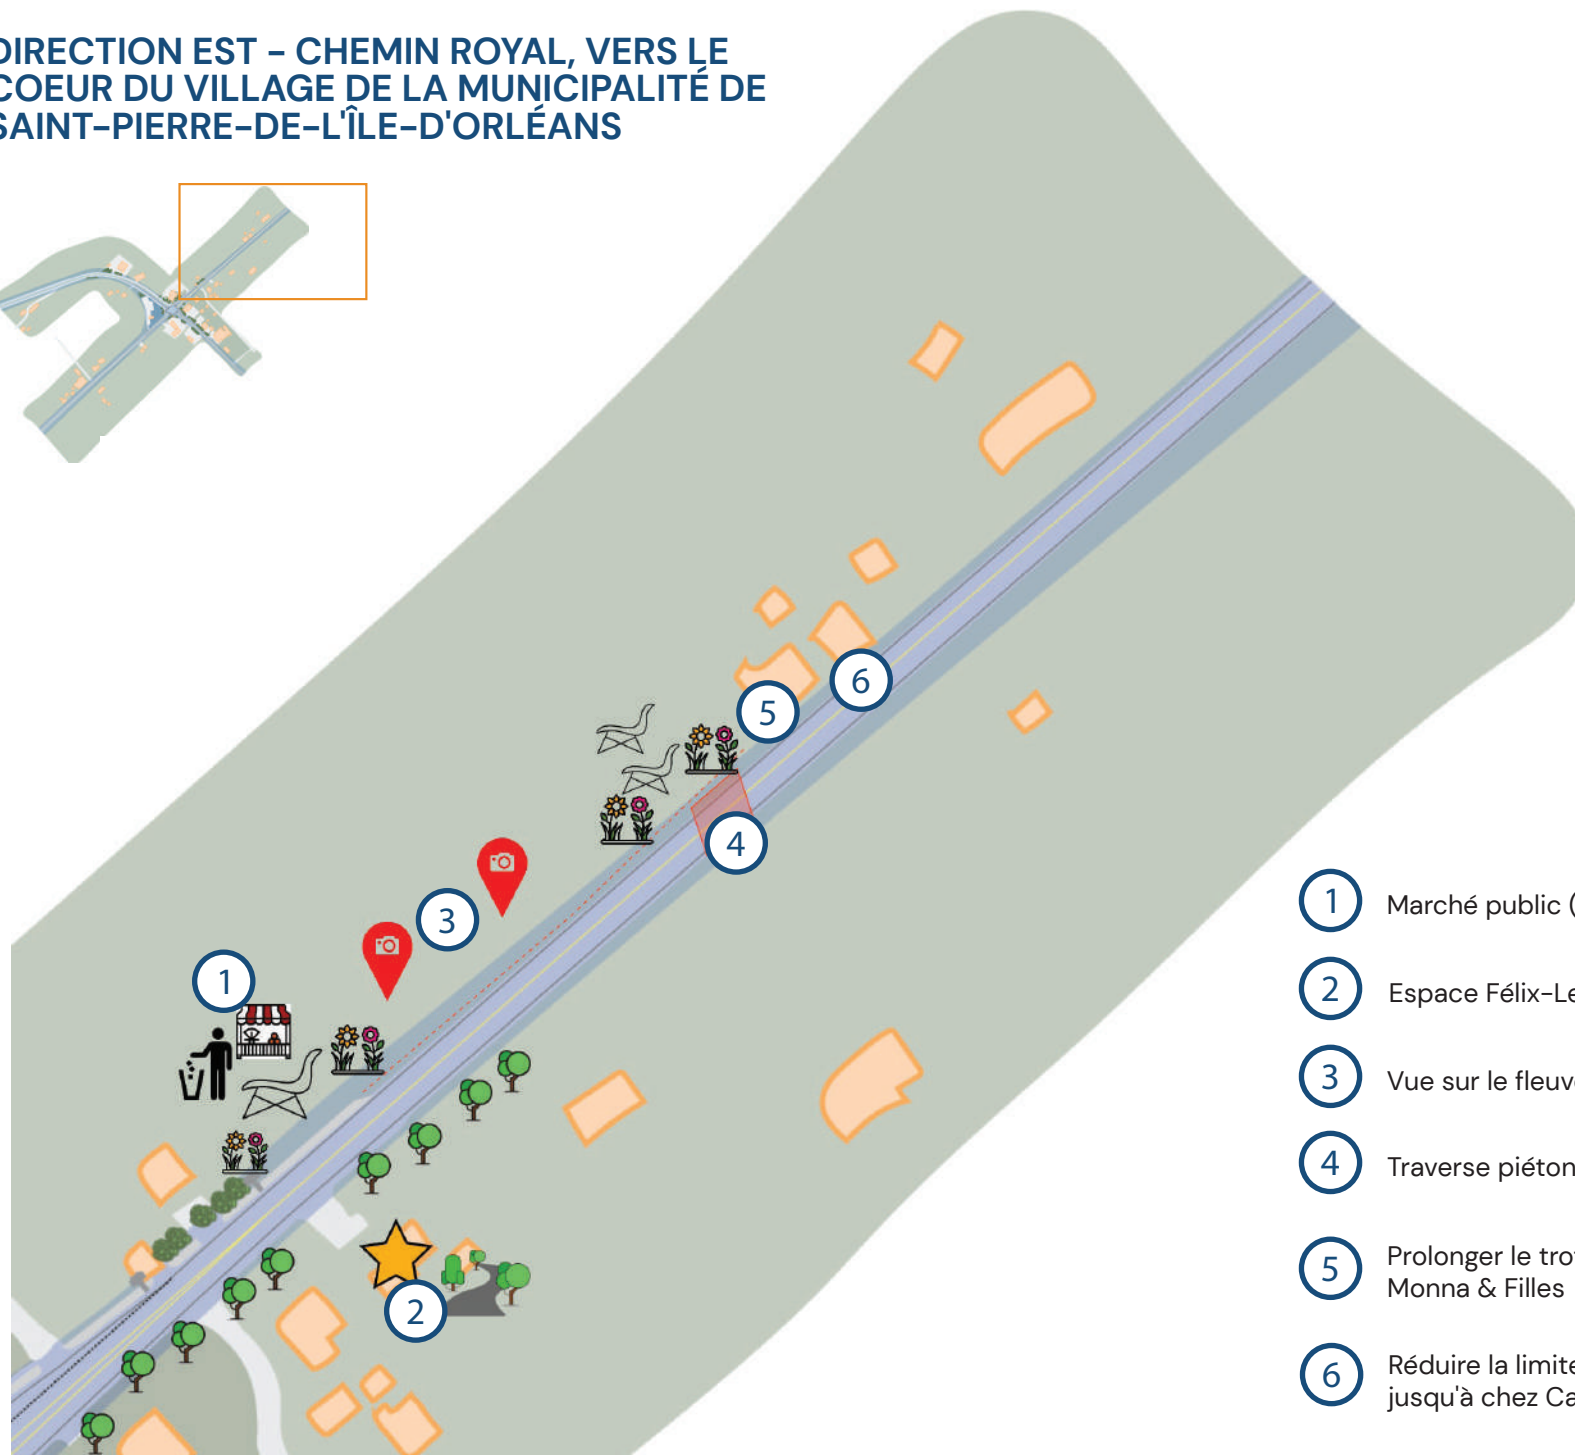 DIRECTION EST – CHEMIN ROYAL, VERS LE
COEUR DU VILLAGE DE LA MUNICIPALITÉ DE
SAINT-PIERRE-DE-L'ÎLE-D'ORLÉANS
6
5
4
3
1
2
1 Marché public (
2 Espace Félix-Le
3 Vue sur le fleuve
4 Traverse piéton
5 Prolonger le tro
Monna & Filles
6 Réduire la limite
jusqu'à chez Ca